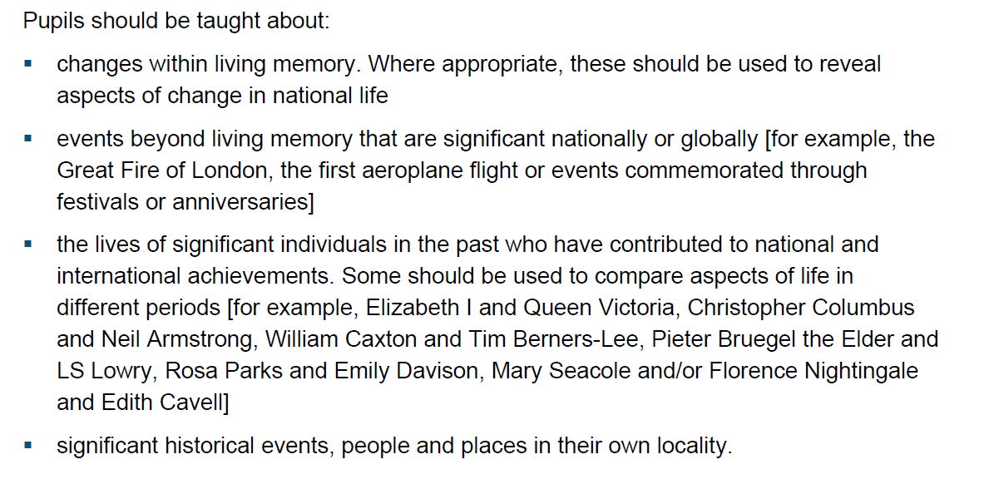 Pupils should be taught about:
▪ changes within living memory. Where appropriate, these should be used to reveal
aspects of change in national life
▪ events beyond living memory that are significant nationally or globally [for example, the
Great Fire of London, the first aeroplane flight or events commemorated through
festivals or anniversaries]
▪ the lives of significant individuals in the past who have contributed to national and
international achievements. Some should be used to compare aspects of life in
different periods [for example, Elizabeth I and Queen Victoria, Christopher Columbus
and Neil Armstrong, William Caxton and Tim Berners-Lee, Pieter Bruegel the Elder and
LS Lowry, Rosa Parks and Emily Davison, Mary Seacole and/or Florence Nightingale
and Edith Cavell]
▪ significant historical events, people and places in their own locality.